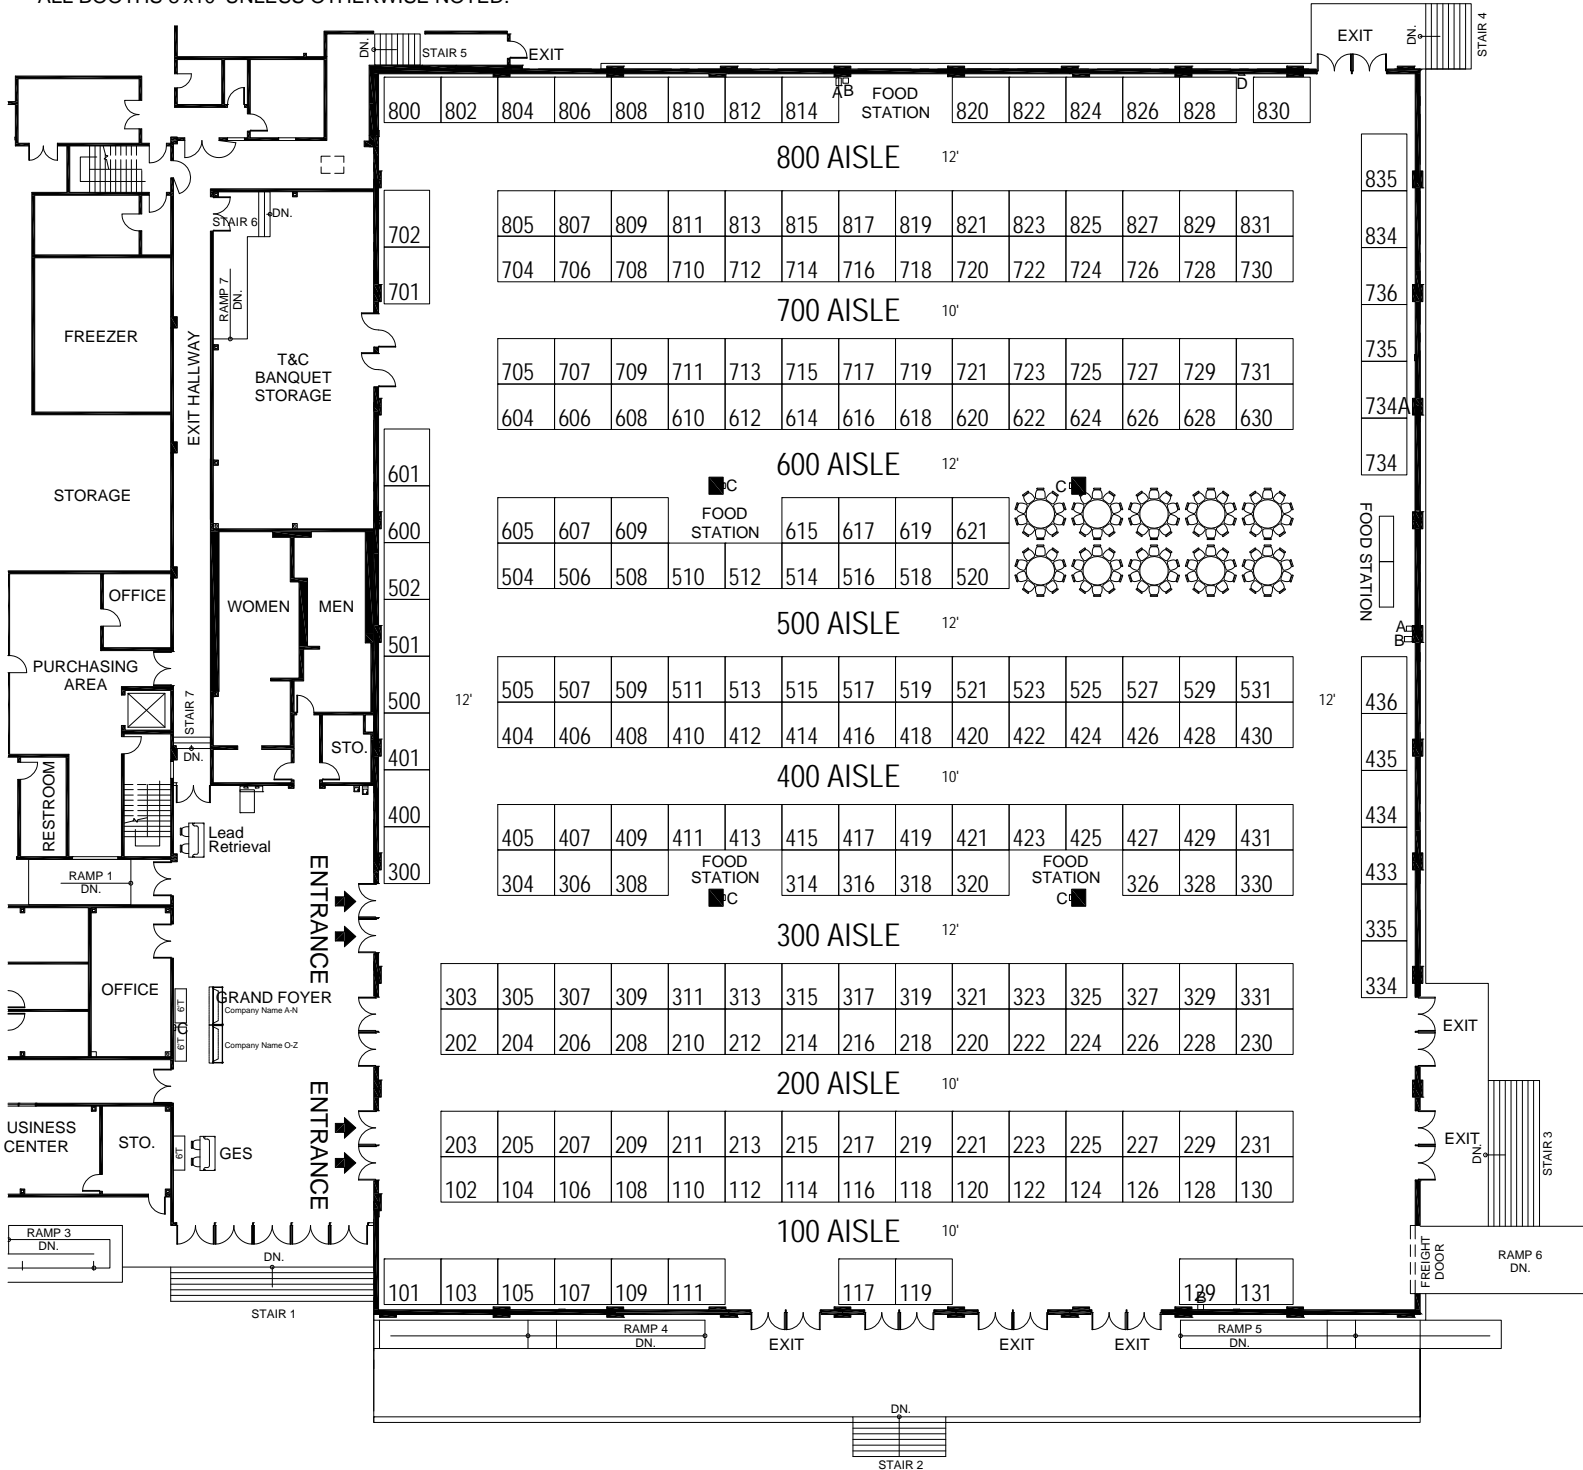 ALL BOOTHS 8'x10' UNLESS OTHERWISE NOTED.
DN.
STAIR 5
EXIT
EXIT
DN.
STAIR 4
800 802 804 806 808 810 812 814
A
B
FOOD
STATION
820 822 824 826 828
D
830
800 AISLE 12'
835
STAIR 6
DN.
702
805 807 809 811 813 815 817 819 821 823 825 827 829 831
834
704 706 708 710 712 714 716 718 720 722 724 726 728 730
701
736
RAMP 7
DN.
700 AISLE 10'
FREEZER
EXIT HALLWAY
T&C
BANQUET
STORAGE
735
705 707 709 711 713 715 717 719 721 723 725 727 729 731
604 606 608 610 612 614 616 618 620 622 624 626 628 630
734A
601
600 AISLE 12'
734
STORAGE
C
C
600
605 607 609
FOOD
STATION
615 617 619 621
FOOD STATION
504 506 508 510 512 514 516 518 520
OFFICE
WOMEN
MEN
502
500 AISLE 12'
A
B
501
PURCHASING
AREA
505 507 509 511 513 515 517 519 521 523 525 527 529 531
STAIR 7
DN.
500
12'
12'
436
404 406 408 410 412 414 416 418 420 422 424 426 428 430
STO.
401
435
400 AISLE 10'
RESTROOM
400
434
Lead
Retrieval
405 407 409 411 413 415 417 419 421 423 425 427 429 431
RAMP 1
DN.
300
304 306 308
FOOD
STATION
314 316 318 320
FOOD
STATION
326 328 330
433
C
C
ENTRANCE
300 AISLE 12'
335
OFFICE
6'T
C
6'T
GRAND FOYER
Company Name A-N
Company Name O-Z
303 305 307 309 311 313 315 317 319 321 323 325 327 329 331
334
202 204 206 208 210 212 214 216 218 220 222 224 226 228 230
EXIT
200 AISLE 10'
ENTRANCE
USINESS
CENTER
STO.
6'T
GES
203 205 207 209 211 213 215 217 219 221 223 225 227 229 231
EXIT
DN.
STAIR 3
102 104 106 108 110 112 114 116 118 120 122 124 126 128 130
100 AISLE 10'
RAMP 3
DN.
DN.
STAIR 1
101 103 105 107 109 111
117 119
129 131
B
FREIGHT
DOOR
RAMP 6
DN.
RAMP 4
DN.
EXIT
EXIT
EXIT
RAMP 5
DN.
DN.
STAIR 2